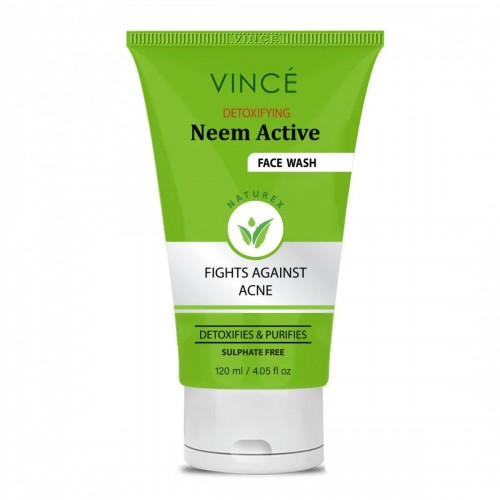 VINCÉ
VINCÉ
DETOXIFYING
Neem Active
FACE WASH
NATUREX
FIGHTS AGAINST
ACNE
DETOXIFIES & PURIFIES
SULPHATE FREE
120 ml / 4.05 fl oz